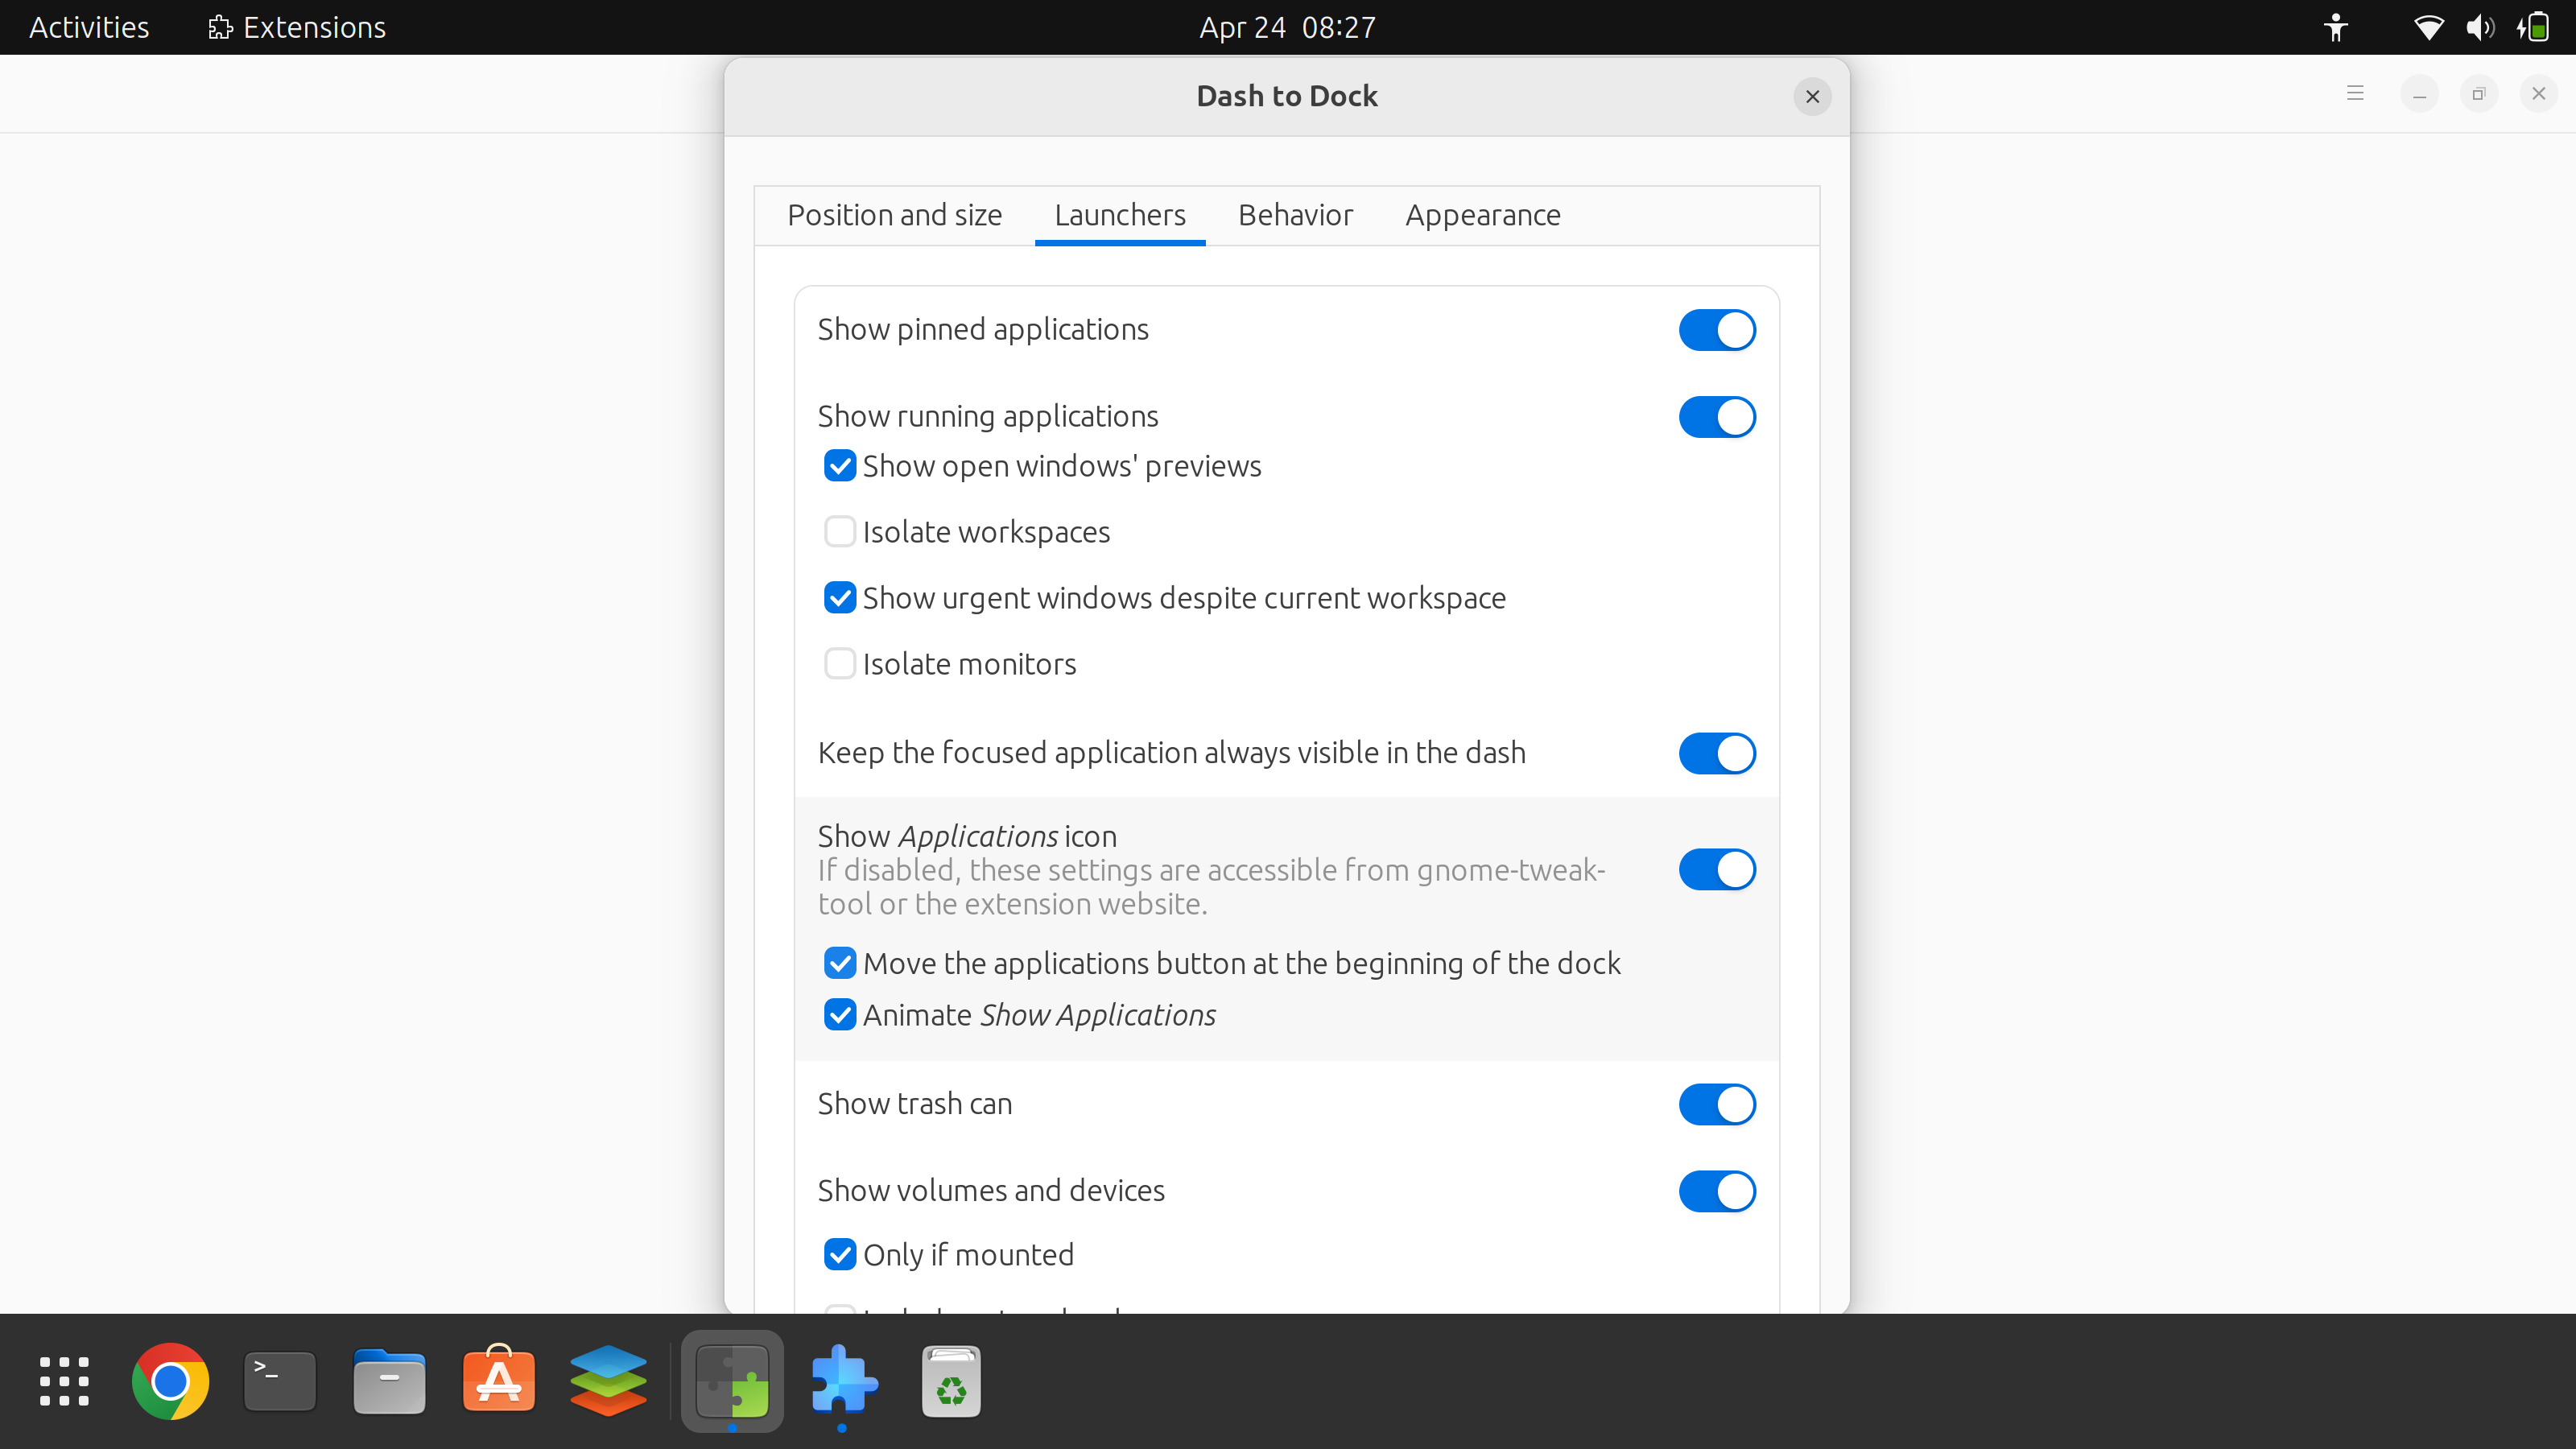 Activities
Extensions
Apr 24 08:27
Dash to Dock
Position and size
Launchers
Behavior
Appearance
Show pinned applications
Show running applications
Show open windows' previews
Isolate workspaces
Show urgent windows despite current workspace
Isolate monitors
Keep the focused application always visible in the dash
Show Applications icon
If disabled, these settings are accessible from gnome-tweak-
tool or the extension website.
Move the applications button at the beginning of the dock
Animate Show Applications
Show trash can
Show volumes and devices
Only if mounted